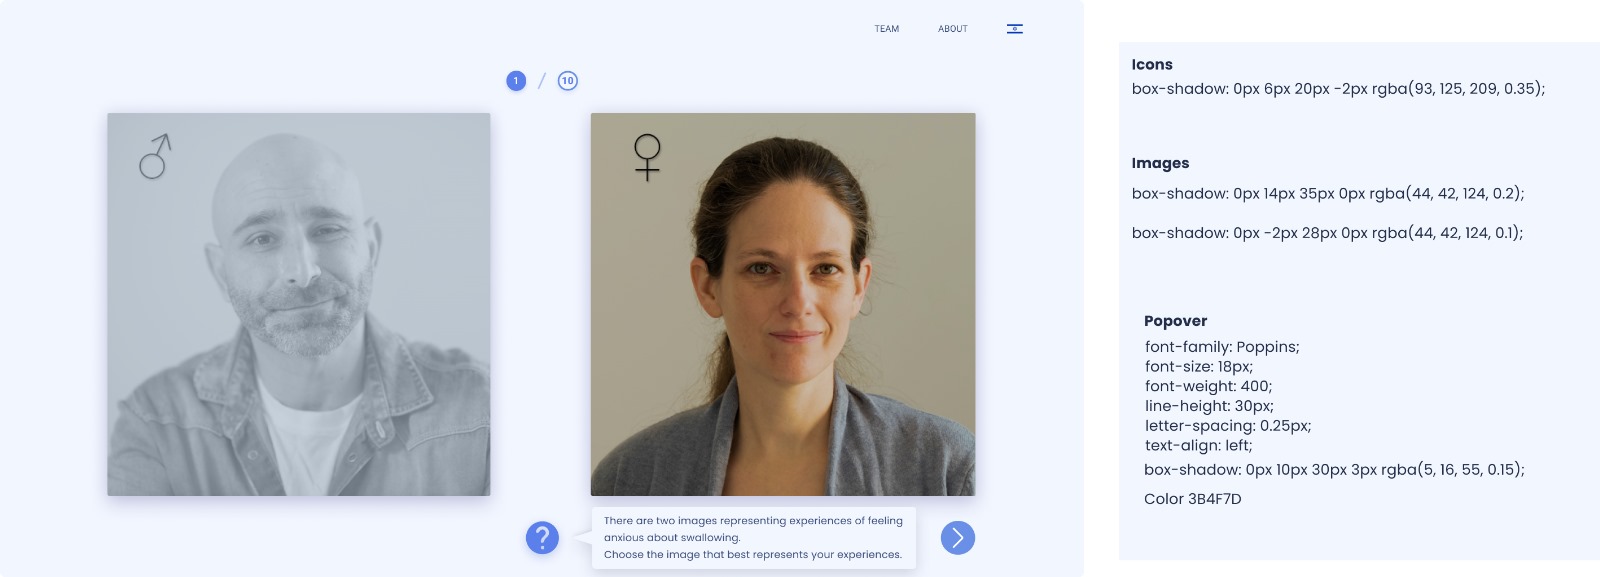 TEAM
ABOUT
1 / 10
There are two images representing experiences of feeling
anxious about swallowing.
Choose the image that best represents your experiences.
?
Icons
box-shadow: 0px 6px 20px -2px rgba(93, 125, 209, 0.35);
Images
box-shadow: 0px 14px 35px 0px rgba(44, 42, 124, 0.2);
box-shadow: 0px -2px 28px 0px rgba(44, 42, 124, 0.1);
Popover
font-family: Poppins;
font-size: 18px;
font-weight: 400;
line-height: 30px;
letter-spacing: 0.25px;
text-align: left;
box-shadow: 0px 10px 30px 3px rgba(5, 16, 55, 0.15);
Color 3B4F7D